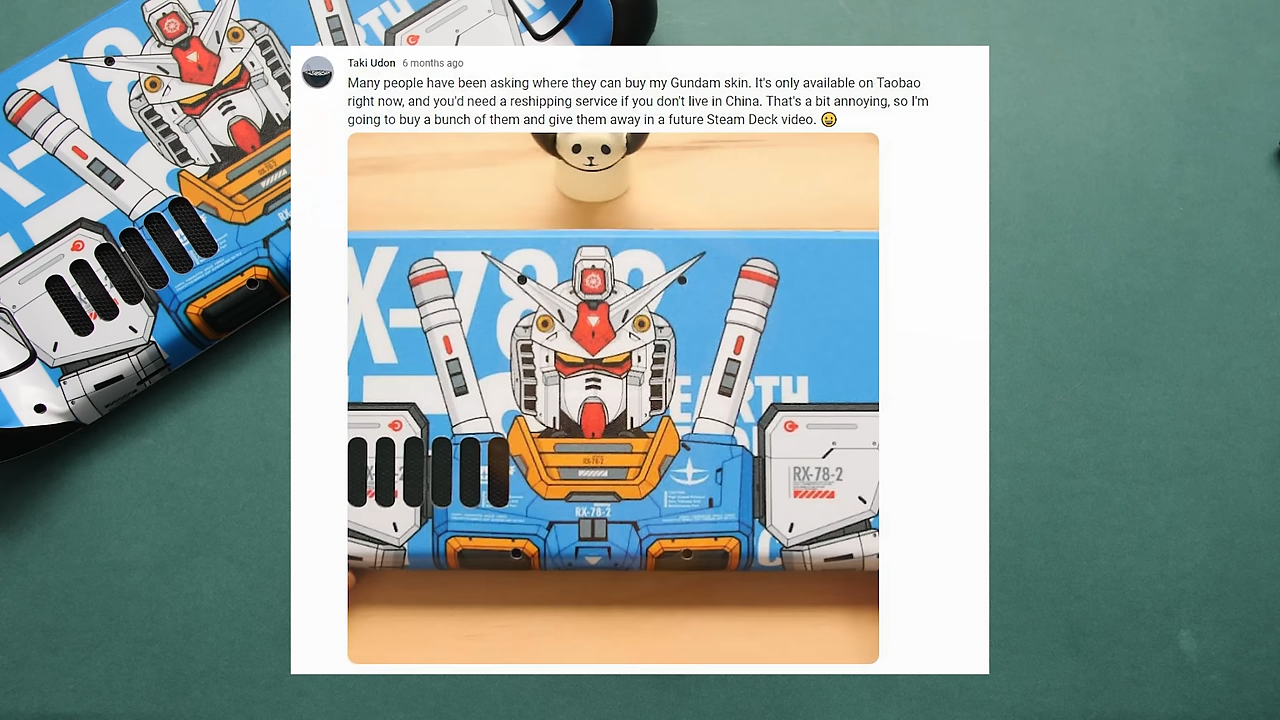 Taki Udon 6 months ago
Many people have been asking where they can buy my Gundam skin. It's only available on Taobao
right now, and you'd need a reshipping service if you don't live in China. That's a bit annoying, so I'm
going to buy a bunch of them and give them away in a future Steam Deck video. 😀
X-78-2
EARTH
RX-78-2
RX-78-2
RX-78-2